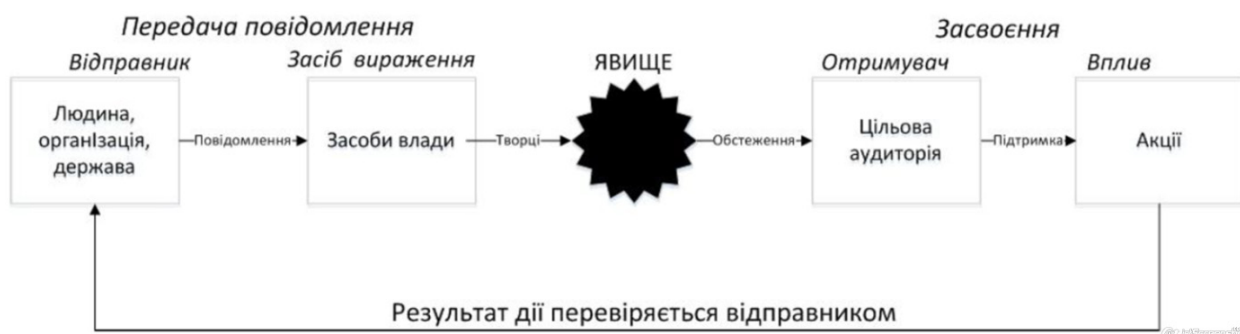 Передача повідомлення
Засвоєння
Відправник
Засіб вираження
ЯВИЩЕ
Отримувач
Вплив
Людина,
організація,
держава
Повідомлення
Засоби влади
Творці
Обстеження
Цільова
аудиторія
Підтримка
Акції
Результат дії перевіряється відправником